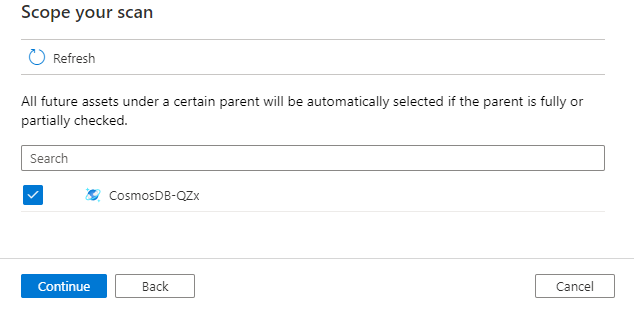 Scope your scan
Refresh
All future assets under a certain parent will be automatically selected if the parent is fully or
partially checked.
Search
CosmosDB-QZx
Continue
Back
Cancel